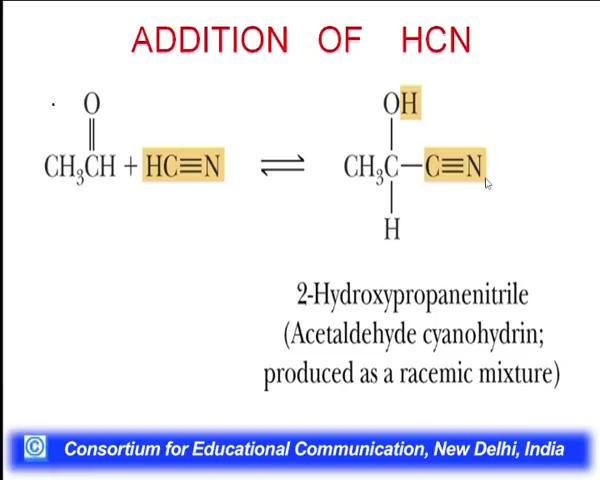 ADDITION OF HCN
O
CH₃CH + HC≡N ⇌ CH₃C—C≡N
OH
H
2-Hydroxypropanenitrile
(Acetaldehyde cyanohydrin;
produced as a racemic mixture)
© Consortium for Educational Communication, New Delhi, India